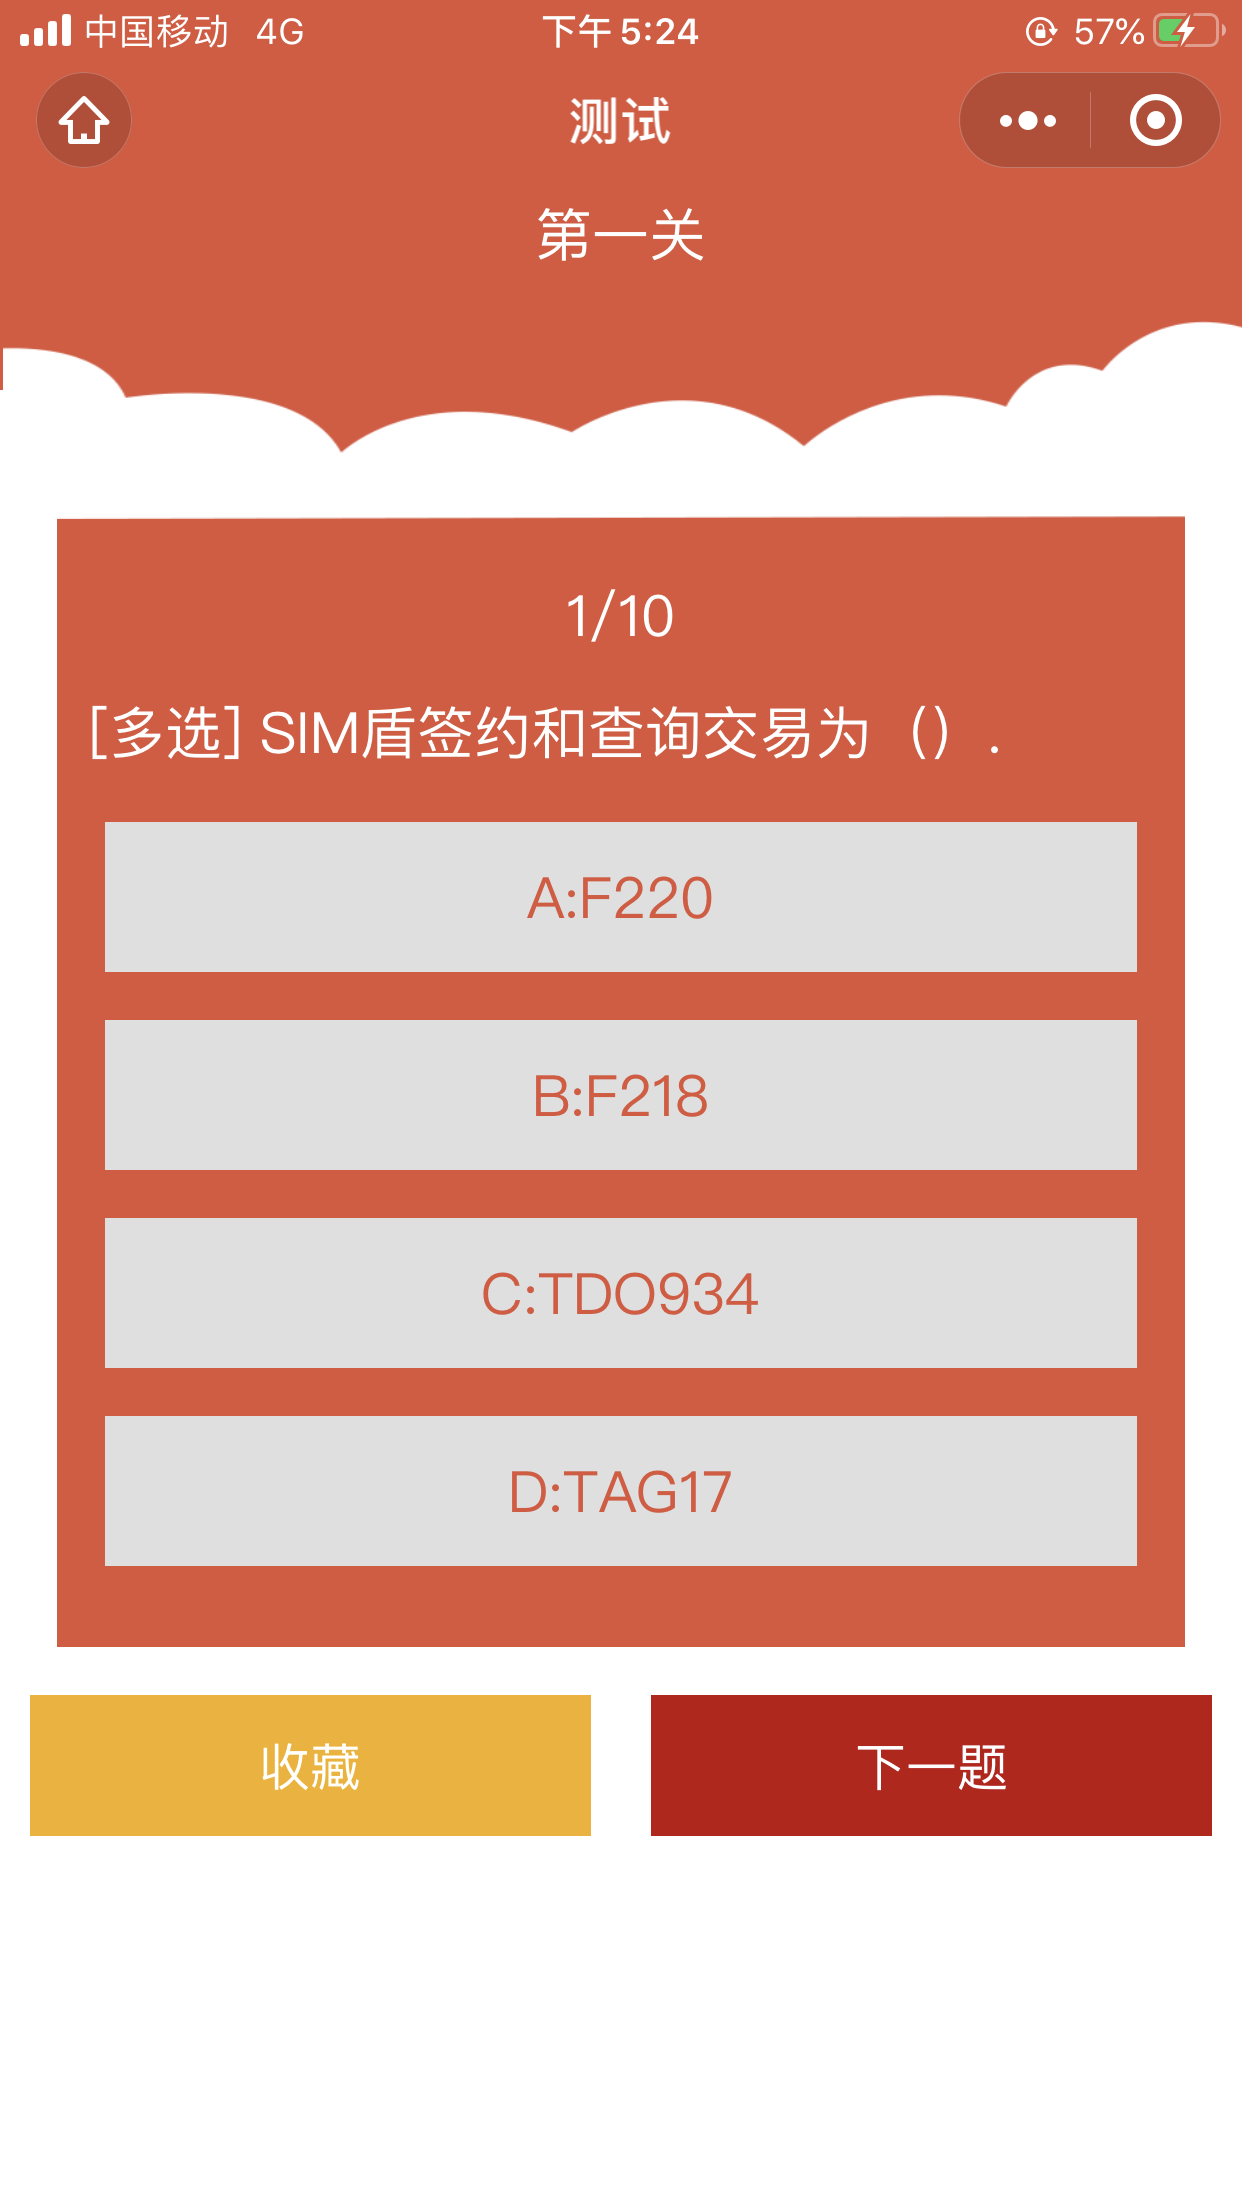 中国移动 4G 下午 5:24 57%
测试
第一关
1/10
[多选] SIM盾签约和查询交易为（）.
A:F220
B:F218
C:TDO934
D:TAG17
收藏 下一题